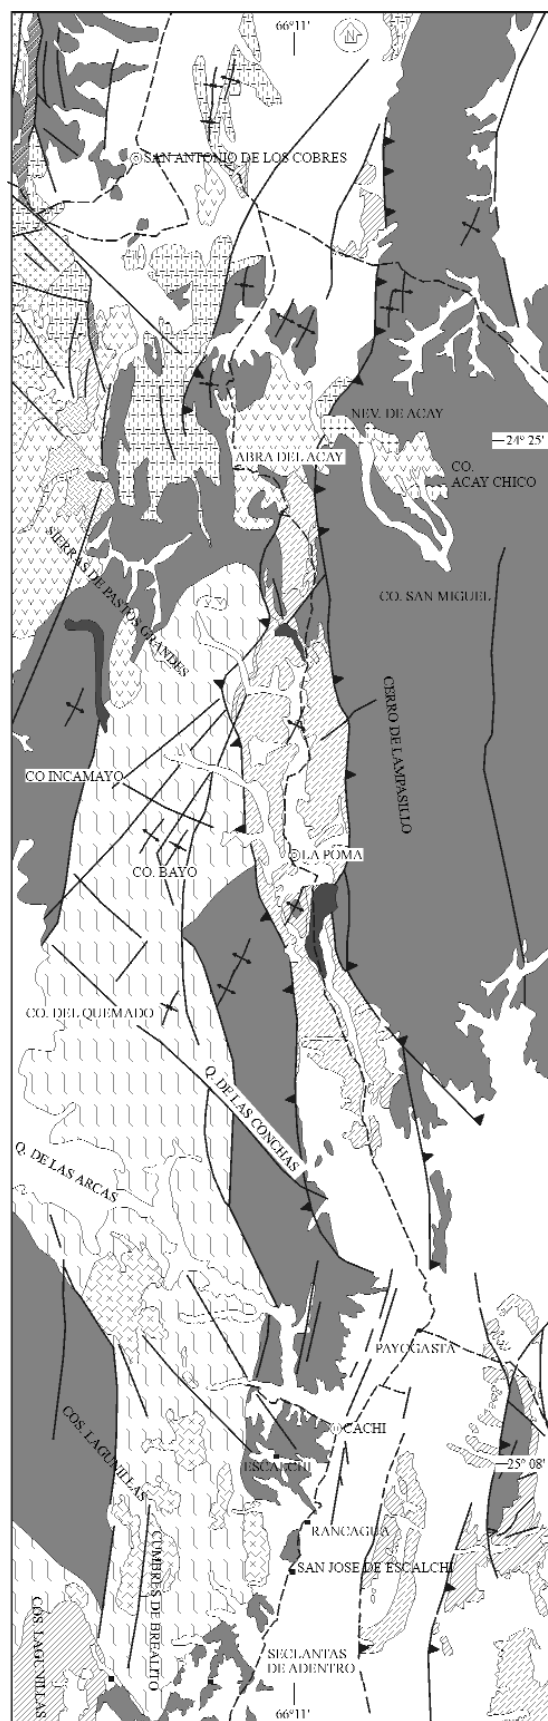 66°11'
N
SAN ANTONIO DE LOS COBRES
NEV. DE ACAY
24° 25'
ABRA DEL ACAY
CO.
ACAY CHICO
SIERRAS DE PASTOS GRANDES
CO. SAN MIGUEL
CERRO DE LAMPASILLO
CO INCAMAYO
LA POMA
CO. BAYO
CO. DEL QUEMADO
Q. DE LAS CONCHAS
Q. DE LAS ARCAS
PAYOGASTA
COS. LAGUNILLAS
CACHI
ESCALCHI
25° 08'
RANCAGUA
CUMBRES DE BREALITO
SAN JOSE DE ESCALCHI
COS. LAGUNILLAS
SECLANTAS
DE ADENTRO
66°11'